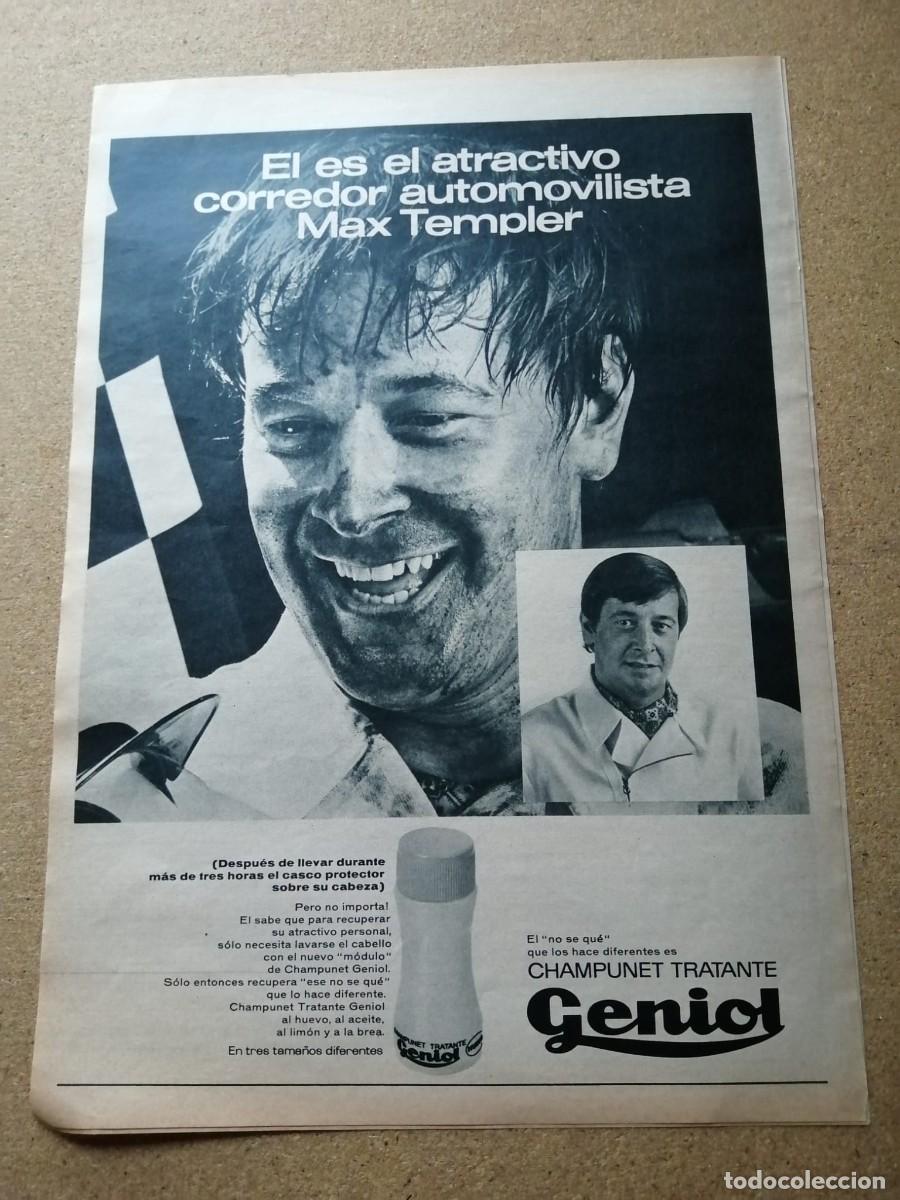 El es el atractivo
corredor automovilista
Max Templer
(Después de llevar durante
más de tres horas el casco protector
sobre su cabeza)
Pero no importa!
El sabe que para recuperar
su atractivo personal,
sólo necesita lavarse el cabello
con el nuevo "módulo"
de Champunet Geniol.
Sólo entonces recupera "ese no se qué"
que lo hace diferente.
Champunet Tratante Geniol
al huevo, al aceite,
al limón y a la brea.
En tres tamaños diferentes
PUNET TRATANTE
Geniol
El "no se qué"
que los hace diferentes es
CHAMPUNET TRATANTE
Geniol
todocoleccion